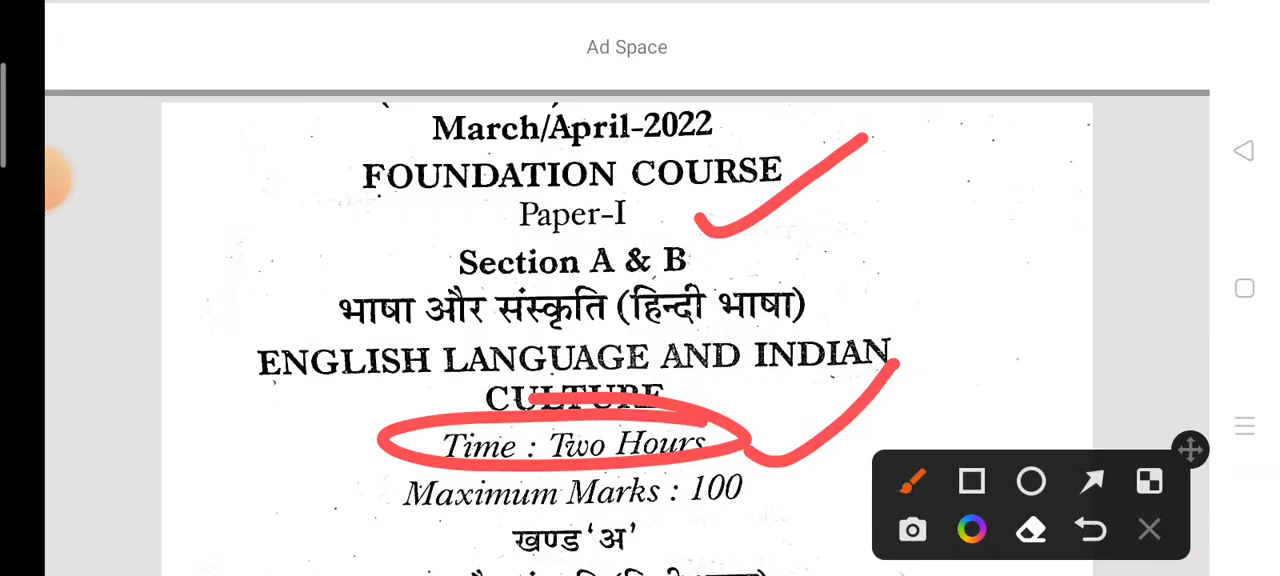 Ad Space
March/April-2022
FOUNDATION COURSE
Paper-I
Section A & B
भाषा और संस्कृति (हिन्दी भाषा)
ENGLISH LANGUAGE AND INDIAN
CULTURE
Time : Two Hours
Maximum Marks : 100
खण्ड 'अ'